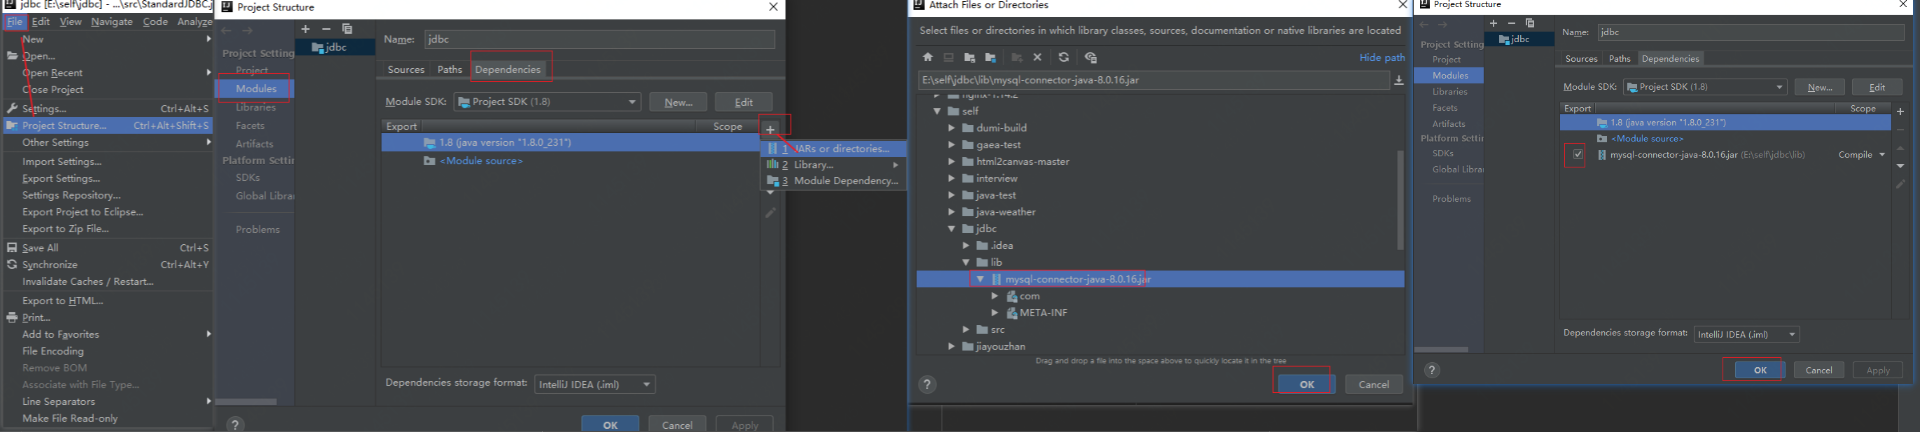 jdbc [E:\self\jdbc] - ...\src\StandardJDBC.j
File Edit View Navigate Code Analyze
New
Open...
Open Recent
Close Project
Settings... Ctrl+Alt+S
Project Structure... Ctrl+Alt+Shift+S
Other Settings
Import Settings...
Export Settings...
Settings Repository...
Export Project to Eclipse...
Export to Zip File...
Save All Ctrl+S
Synchronize Ctrl+Alt+Y
Invalidate Caches / Restart...
Export to HTML...
Print...
Add to Favorites
File Encoding
Remove BOM
Associate with File Type...
Line Separators
Make File Read-only
Project Structure
Project Setting
Project
Modules
Libraries
Facets
Artifacts
Platform Setting
SDKs
Global Librar
Problems
jdbc
Name: jdbc
Sources Paths Dependencies
Module SDK: Project SDK (1.8) New... Edit
Export Scope
1.8 (java version "1.8.0_231")
<Module source>
1 JARs or directories...
2 Library...
3 Module Dependency...
Dependencies storage format: IntelliJ IDEA (.iml)
? OK Cancel Apply
Attach Files or Directories
Select files or directories in which library classes, sources, documentation or native libraries are located
Hide path
E:\self\jdbc\lib\mysql-connector-java-8.0.16.jar
nginx-1.14.2
self
dumi-build
gaea-test
html2canvas-master
interview
java-test
java-weather
jdbc
.idea
lib
mysql-connector-java-8.0.16.jar
com
META-INF
src
jiayouzhan
Drag and drop a file into the space above to quickly locate it in the tree
? OK Cancel
Project Structure
Project Setting
Project
Modules
Libraries
Facets
Artifacts
Platform Setting
SDKs
Global Librar
Problems
jdbc
Name: jdbc
Sources Paths Dependencies
Module SDK: Project SDK (1.8) New... Edit
Export Scope
1.8 (java version "1.8.0_231")
<Module source>
mysql-connector-java-8.0.16.jar (E:\self\jdbc\lib) Compile
Dependencies storage format: IntelliJ IDEA (.iml)
? OK Cancel Apply